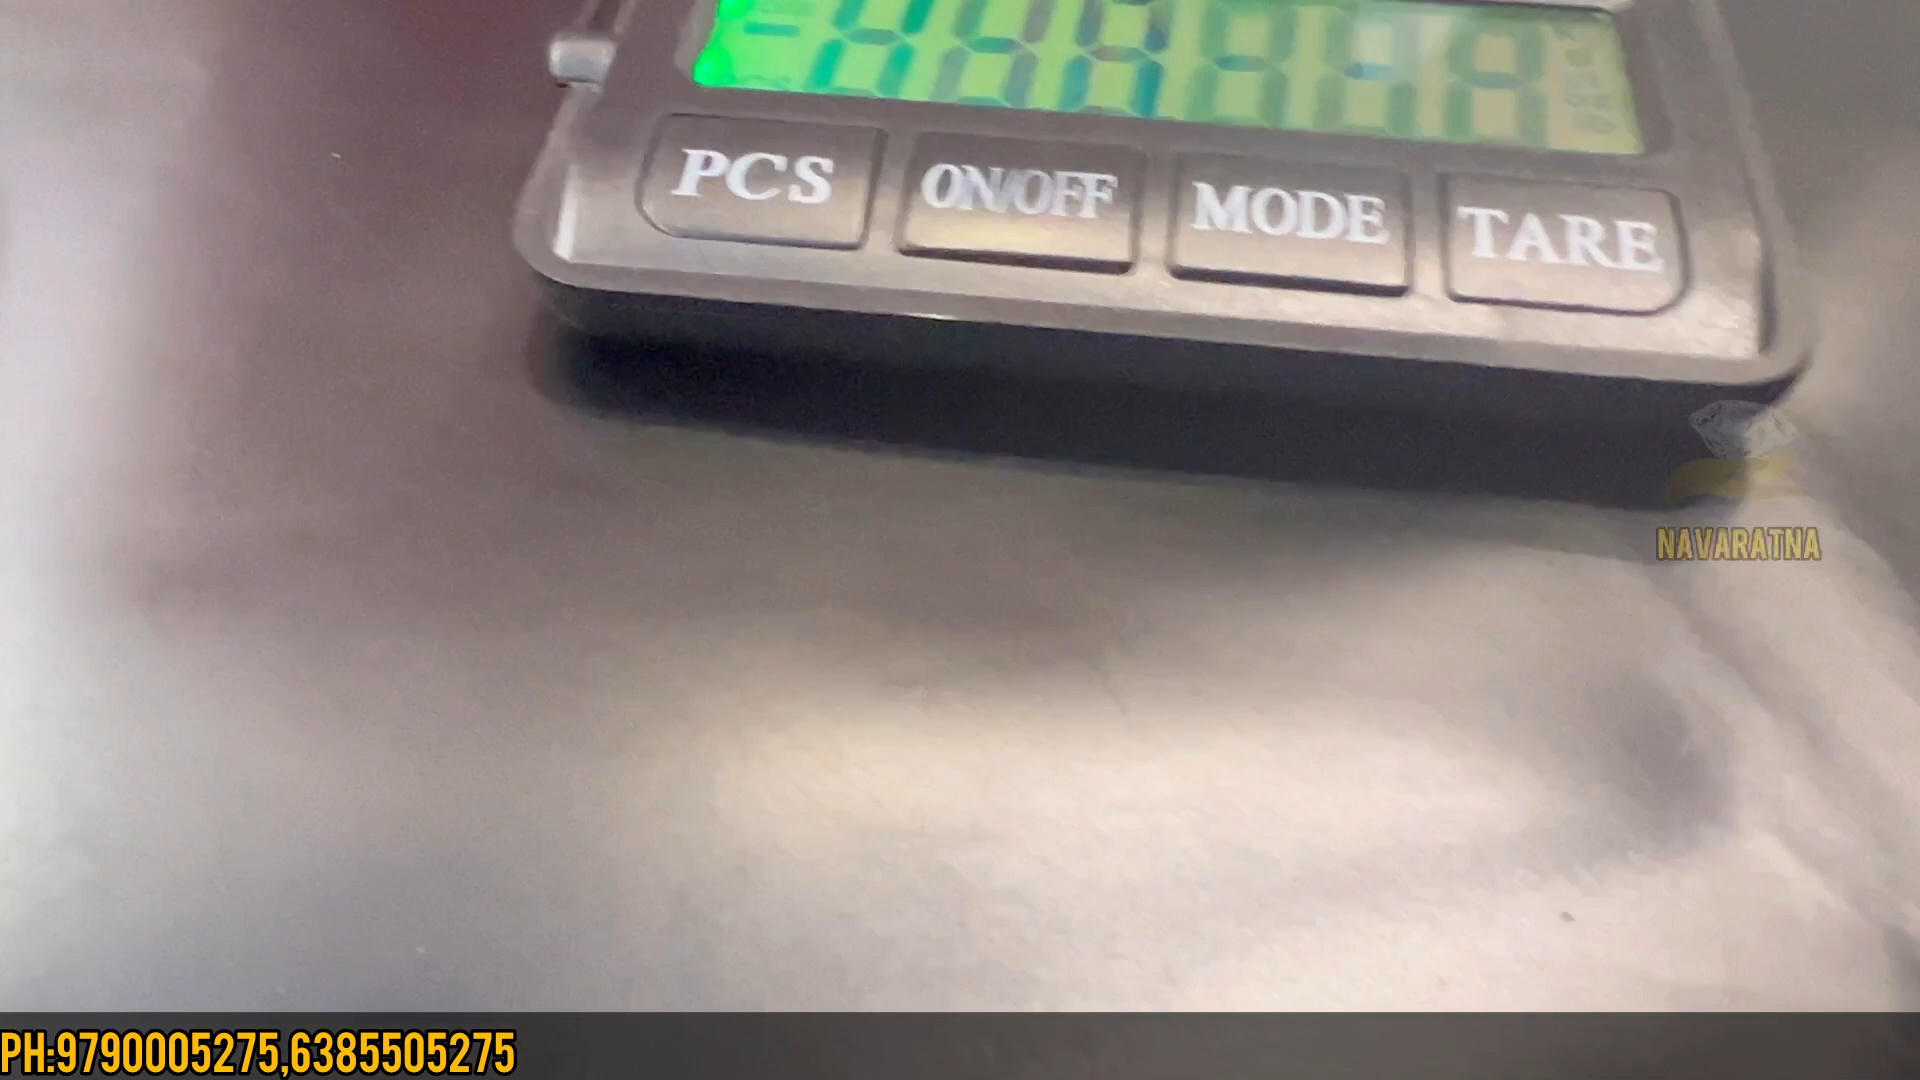 PCS
ON/OFF
MODE
TARE
NAVARATNA
PH:9790005275,6385505275